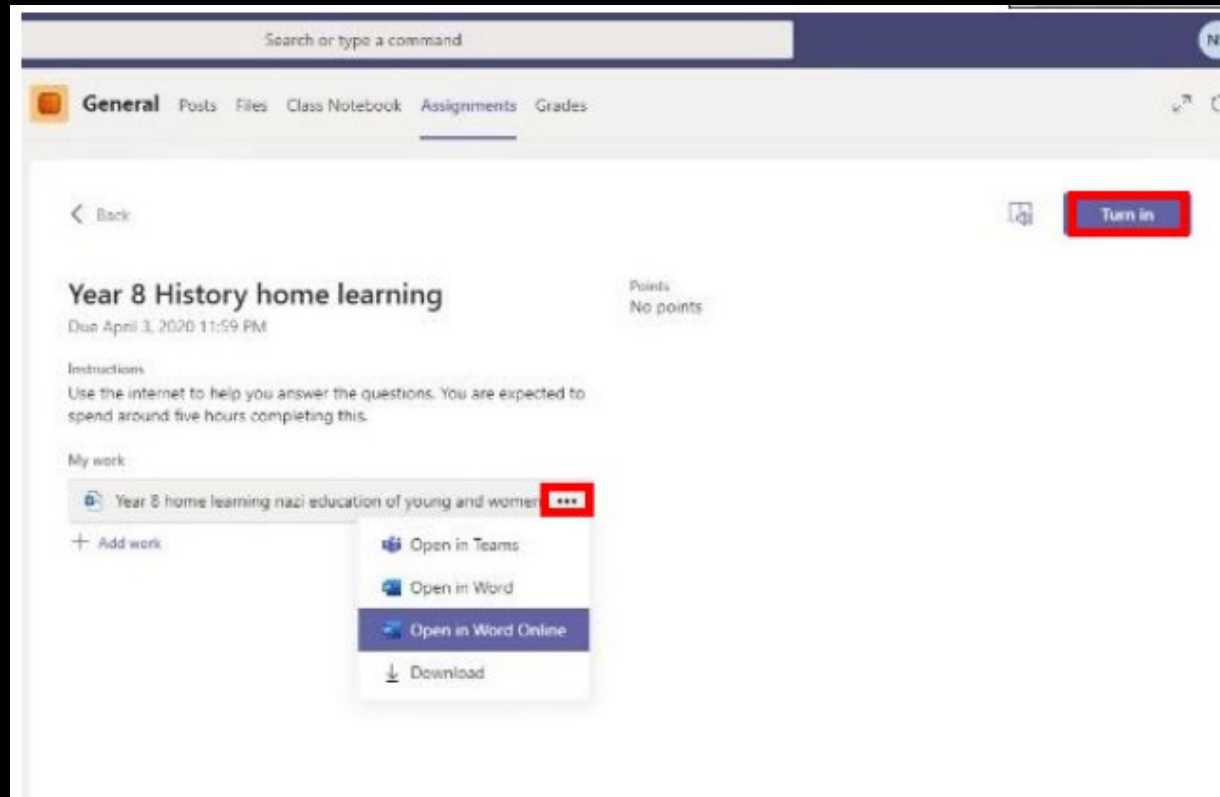 Search or type a command
N
General Posts Files Class Notebook Assignments Grades
Back
Turn in
Year 8 History home learning
Due April 3, 2020 11:59 PM
Points
No points
Instructions
Use the internet to help you answer the questions. You are expected to
spend around five hours completing this.
My work
Year 8 home learning nazi education of young and women
+ Add work
Open in Teams
Open in Word
Open in Word Online
Download